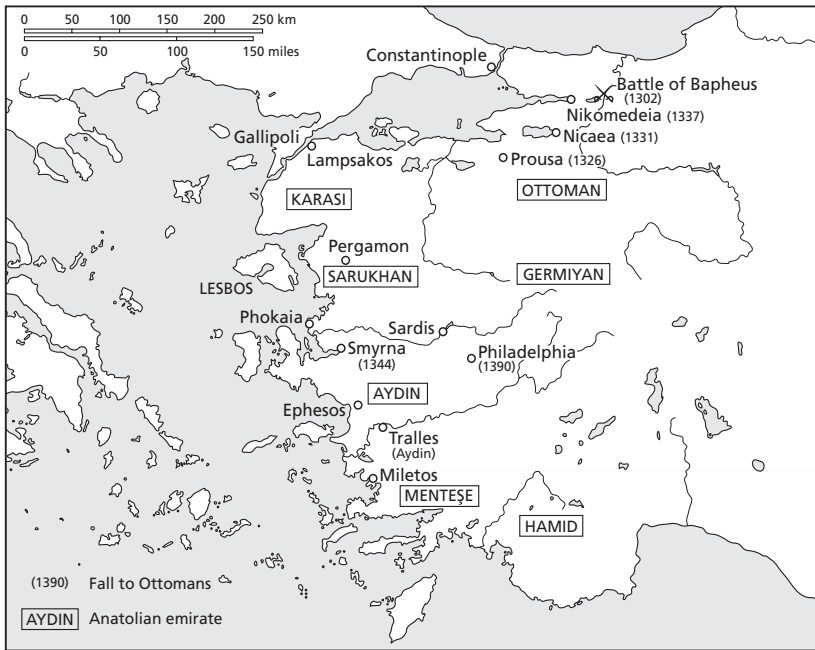 0 50 100 150 200 250 km
0 50 100 150 miles
Constantinople
Battle of Bapheus
(1302)
Nikomedeia (1337)
Gallipoli
Nicaea (1331)
Lampsakos
Prousa (1326)
KARASI
OTTOMAN
Pergamon
SARUKHAN
GERMIYAN
LESBOS
Phokaia
Sardis
Smyrna
(1344)
Philadelphia
(1390)
AYDIN
Ephesos
Tralles
(Aydin)
Miletos
MENTEŞE
HAMID
(1390) Fall to Ottomans
AYDIN Anatolian emirate